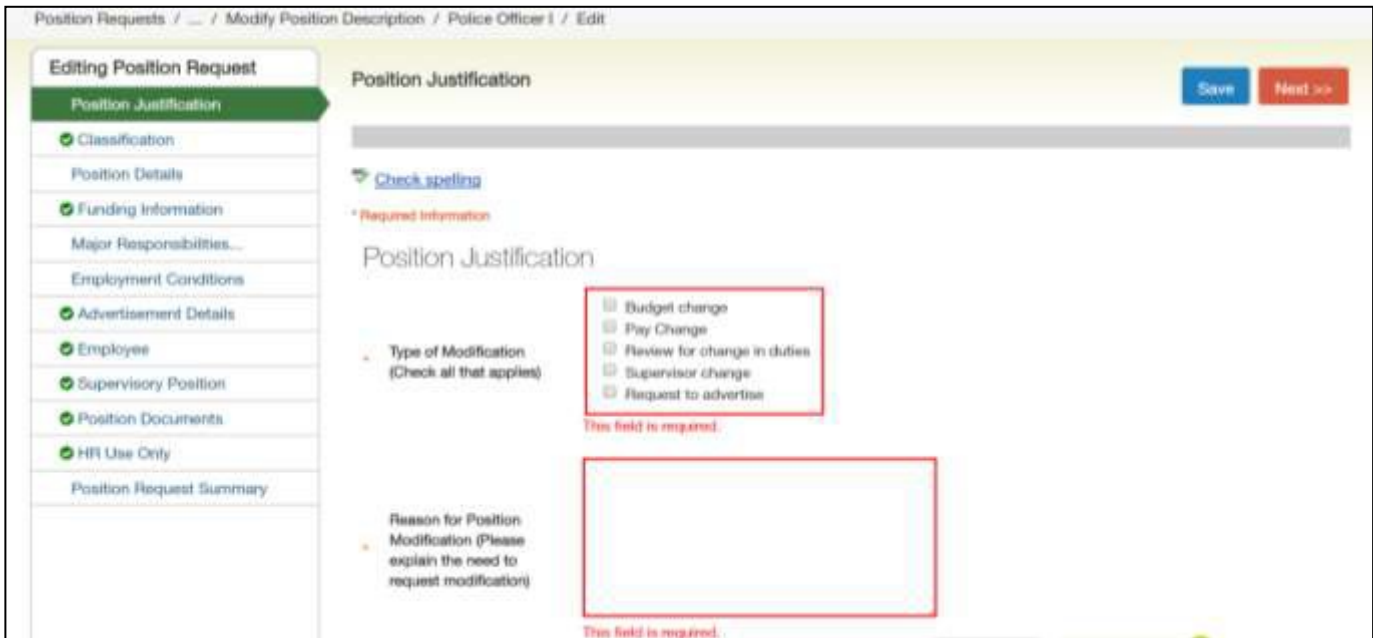 Position Requests / ... / Modify Position Description / Police Officer I / Edit
Editing Position Request
Position Justification
Classification
Position Details
Funding Information
Major Responsibilities...
Employment Conditions
Advertisement Details
Employee
Supervisory Position
Position Documents
HR Use Only
Position Request Summary
Position Justification
Save
Next >>
Check spelling
* Required Information
Position Justification
* Type of Modification
(Check all that applies)
Budget change
Pay Change
Review for change in duties
Supervisor change
Request to advertise
This field is required.
* Reason for Position
Modification (Please
explain the need to
request modification)
This field is required.